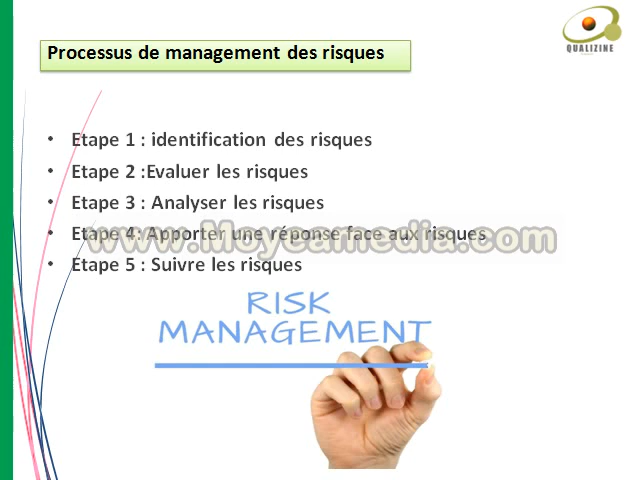 Processus de management des risques
QUALIZINE
• Etape 1 : identification des risques
• Etape 2 :Evaluer les risques
• Etape 3 : Analyser les risques
• Etape 4: Apporter une réponse face aux risques
www.Moycamedia.com
• Etape 5 : Suivre les risques
RISK
MANAGEMENT